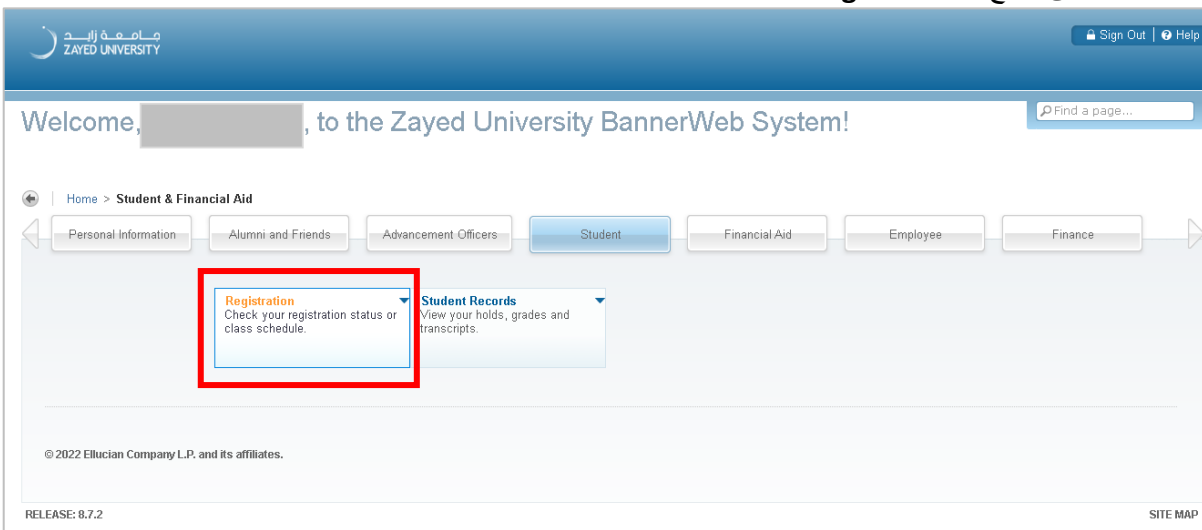 جامعة زايد
ZAYED UNIVERSITY
Sign Out | Help
Welcome, , to the Zayed University BannerWeb System!
Find a page...
Home > Student & Financial Aid
Personal Information Alumni and Friends Advancement Officers Student Financial Aid Employee Finance
Registration
Check your registration status or
class schedule.
Student Records
View your holds, grades and
transcripts.
© 2022 Ellucian Company L.P. and its affiliates.
RELEASE: 8.7.2
SITE MAP